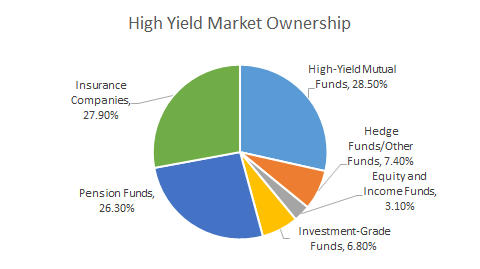 High Yield Market Ownership
High-Yield Mutual
Funds, 28.50%
Hedge
Funds/Other
Funds, 7.40%
Equity and
Income Funds,
3.10%
Investment-Grade
Funds, 6.80%
Pension Funds,
26.30%
Insurance
Companies,
27.90%